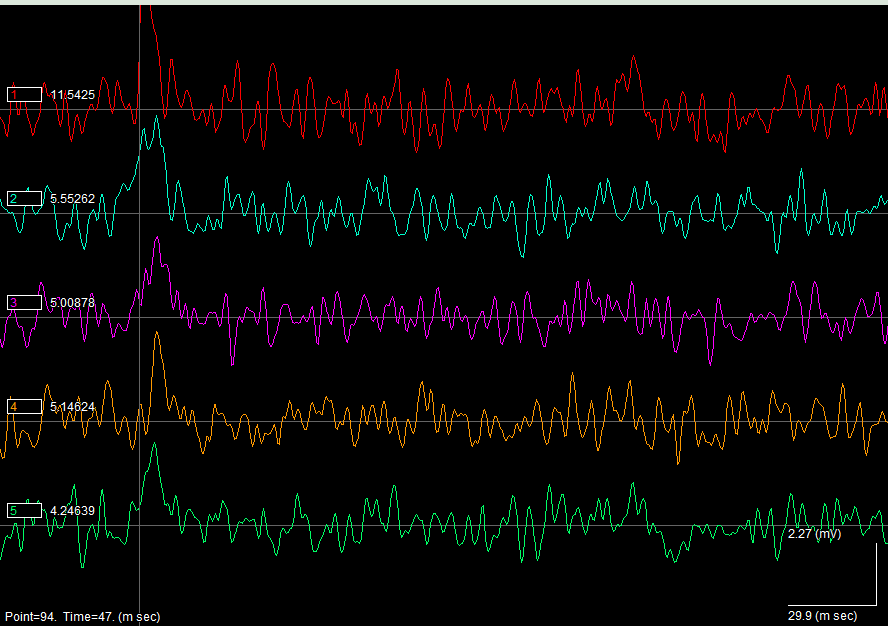 1 11.5425
2 5.55262
3 5.00878
4 5.14624
5 4.24639
2.27 (mV)
29.9 (m sec)
Point=94. Time=47. (m sec)